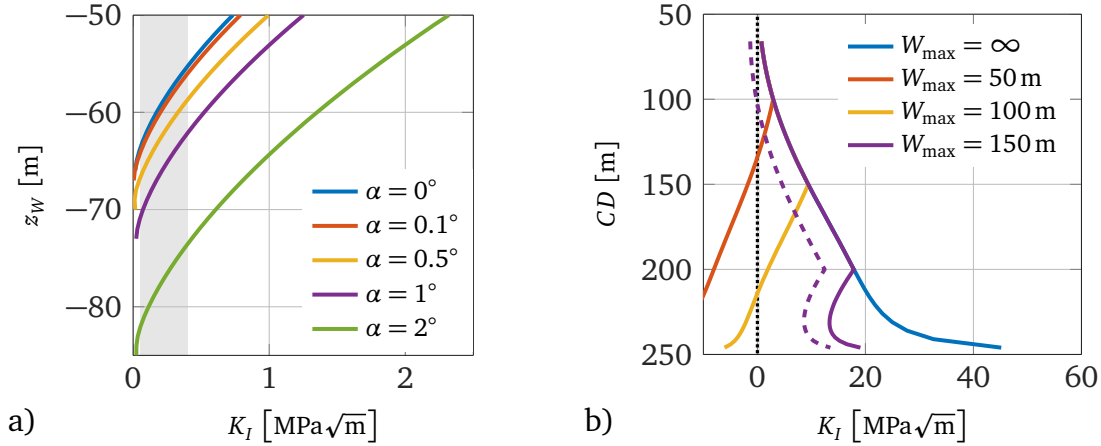 −50
−60
−70
−80
z_W [m]
0
1
2
K_I [MPa√m]
α = 0°
α = 0.1°
α = 0.5°
α = 1°
α = 2°
a)
50
100
150
200
250
CD [m]
0
20
40
60
K_I [MPa√m]
W_max = ∞
W_max = 50 m
W_max = 100 m
W_max = 150 m
b)